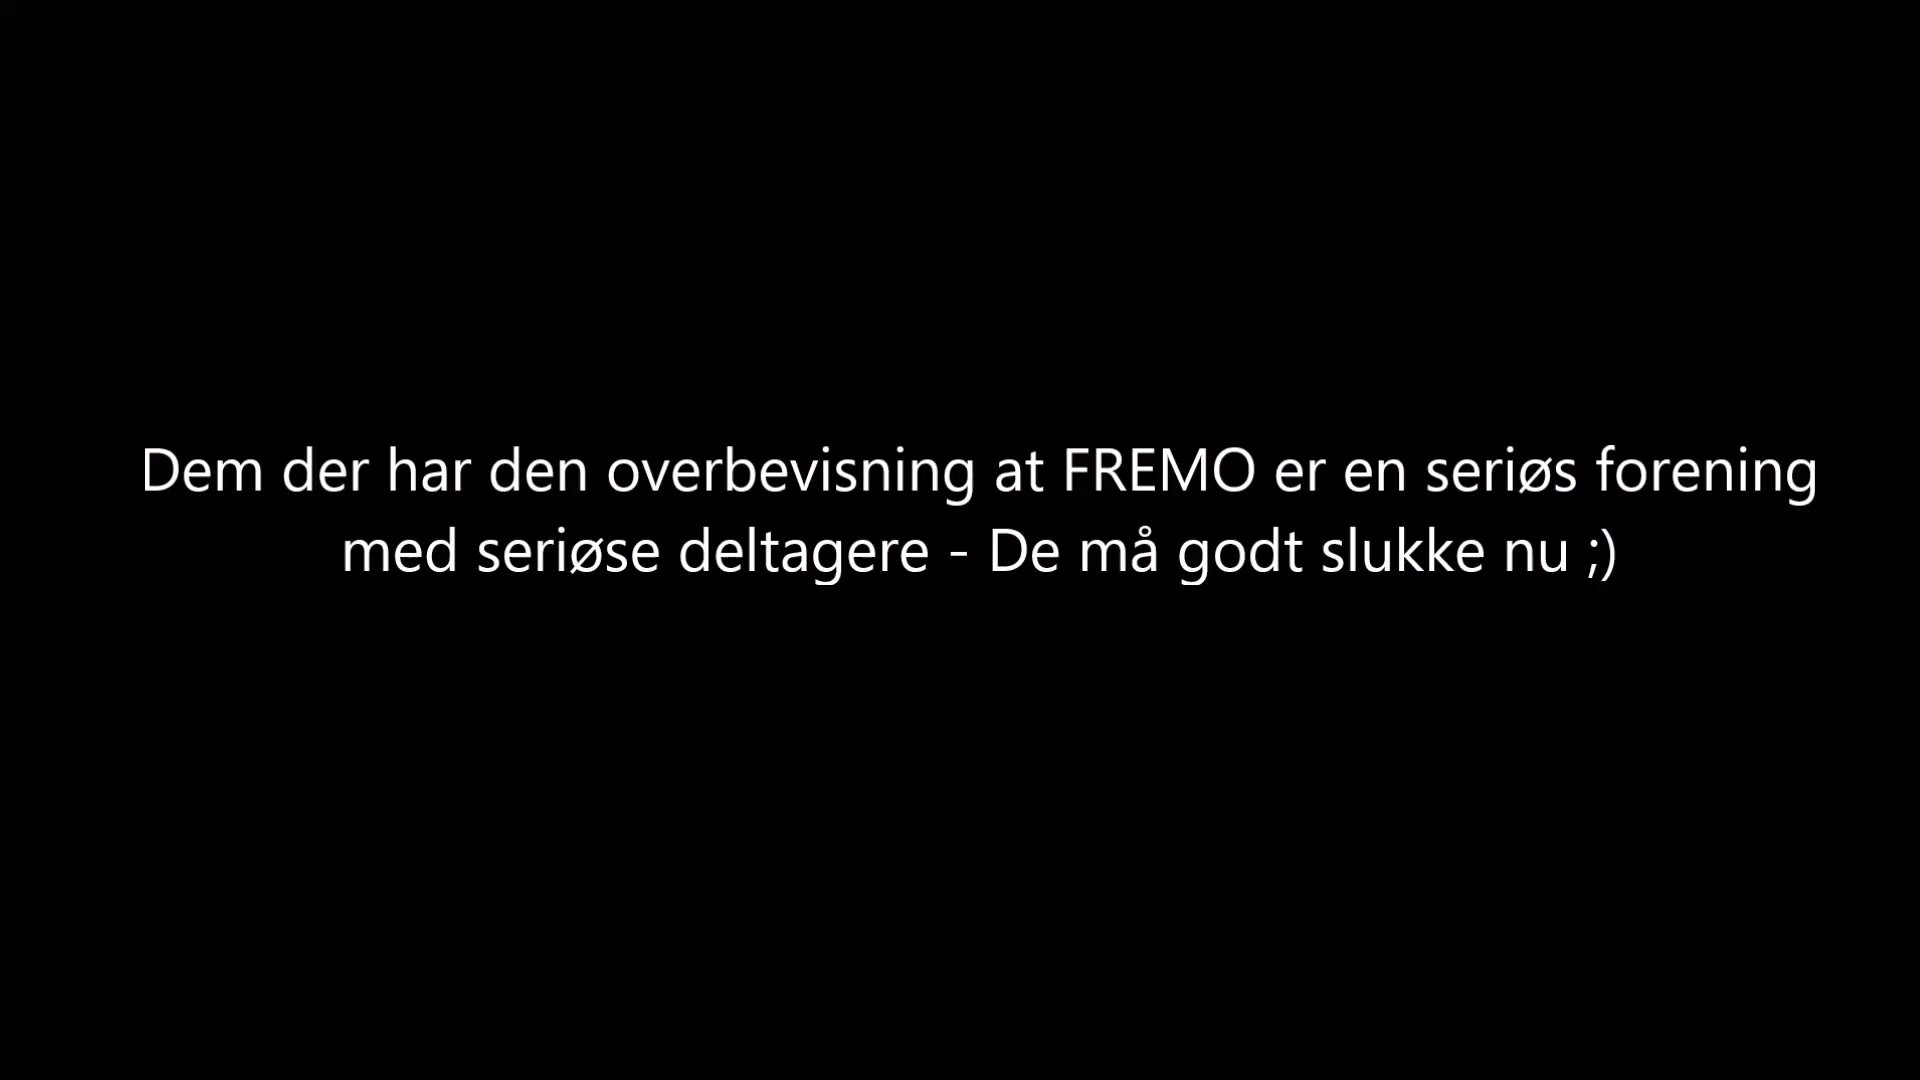 Dem der har den overbevisning at FREMO er en seriøs forening
med seriøse deltagere - De må godt slukke nu ;)